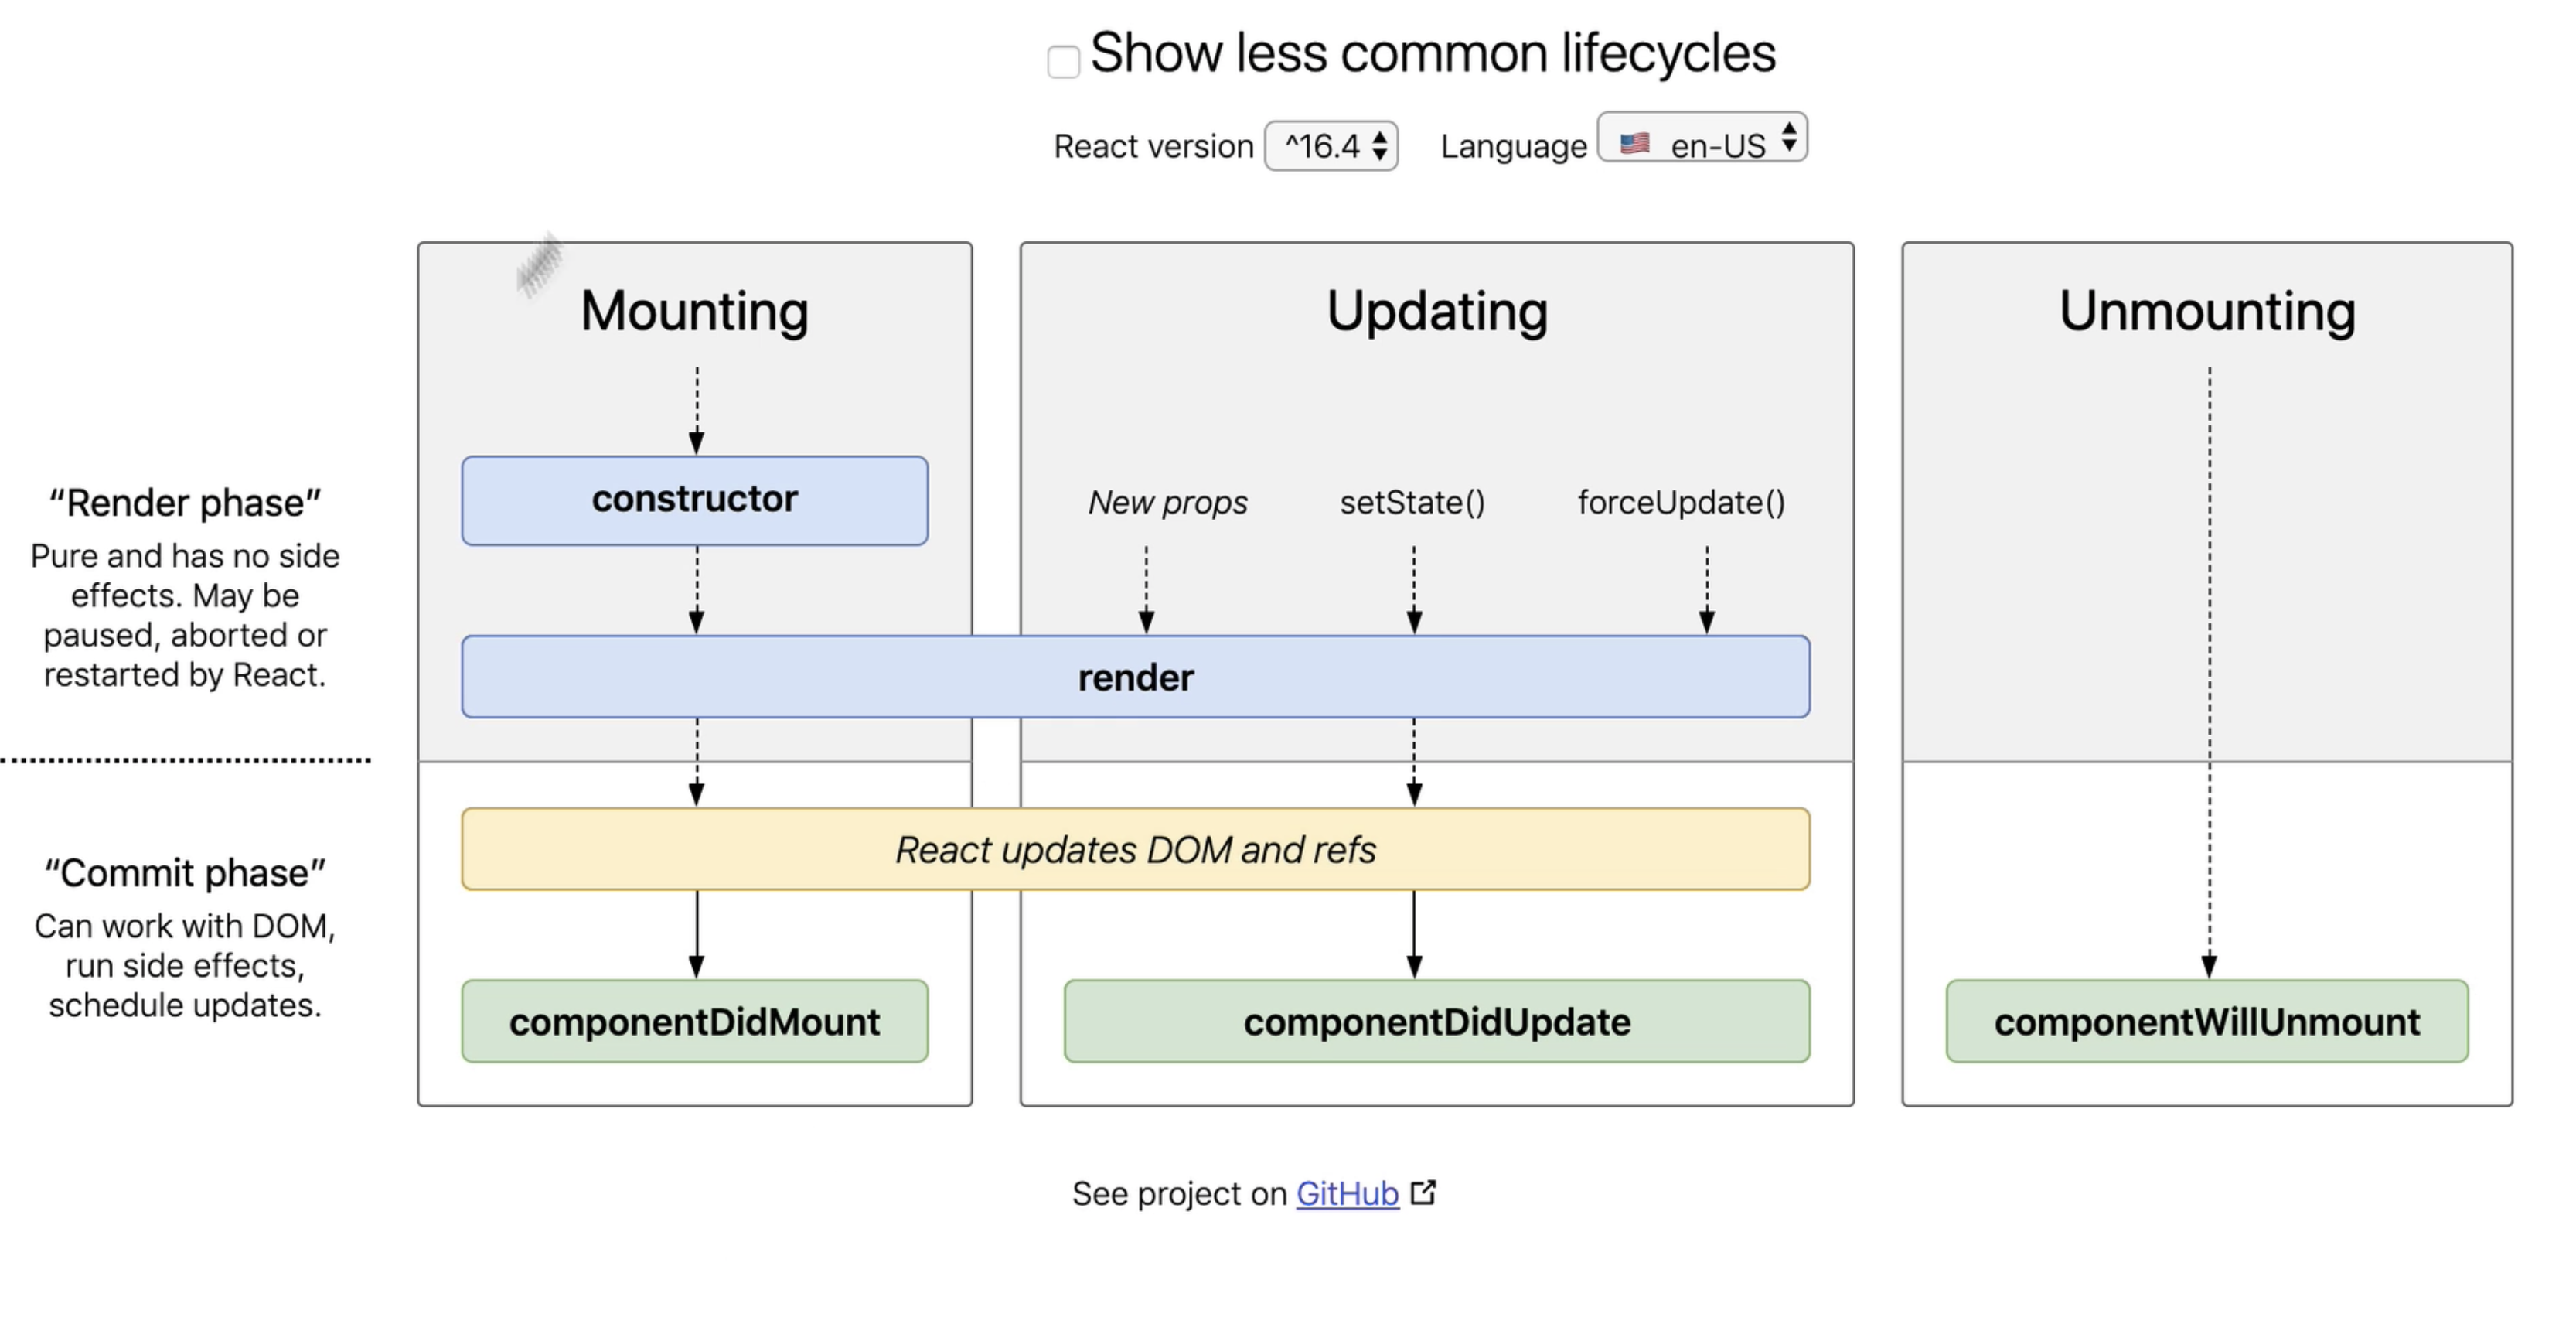 Show less common lifecycles
React version ^16.4 Language 🇺🇸 en-US
Mounting
Updating
Unmounting
“Render phase”
Pure and has no side
effects. May be
paused, aborted or
restarted by React.
constructor
New props
setState()
forceUpdate()
render
“Commit phase”
Can work with DOM,
run side effects,
schedule updates.
React updates DOM and refs
componentDidMount
componentDidUpdate
componentWillUnmount
See project on GitHub